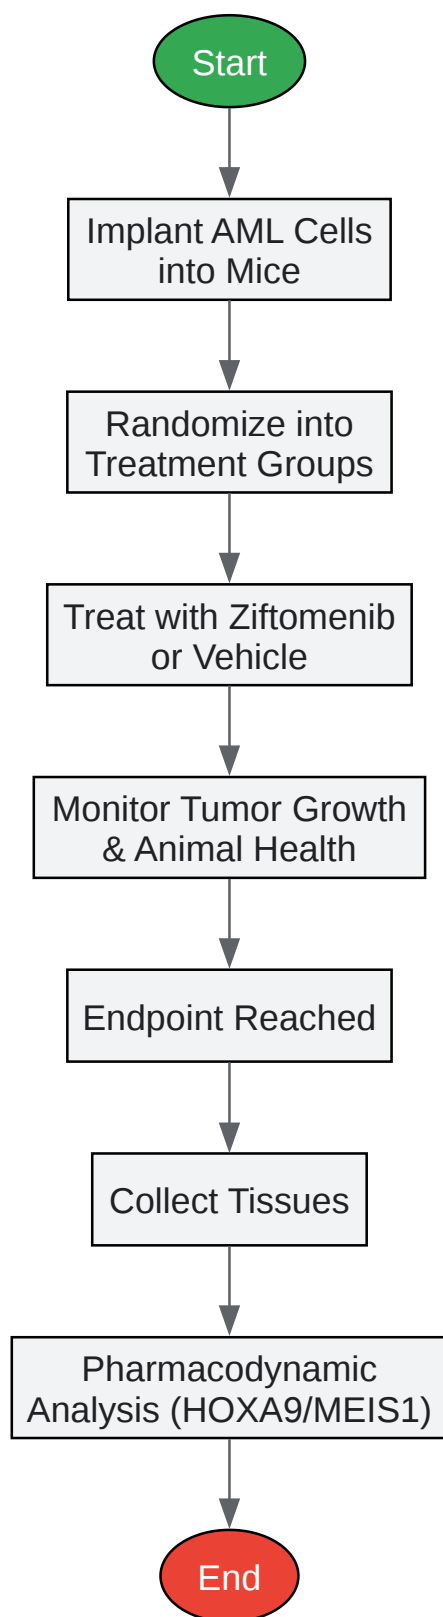 Start
Implant AML Cells
into Mice
Randomize into
Treatment Groups
Treat with Ziftomenib
or Vehicle
Monitor Tumor Growth
& Animal Health
Endpoint Reached
Collect Tissues
Pharmacodynamic
Analysis (HOXA9/MEIS1)
End